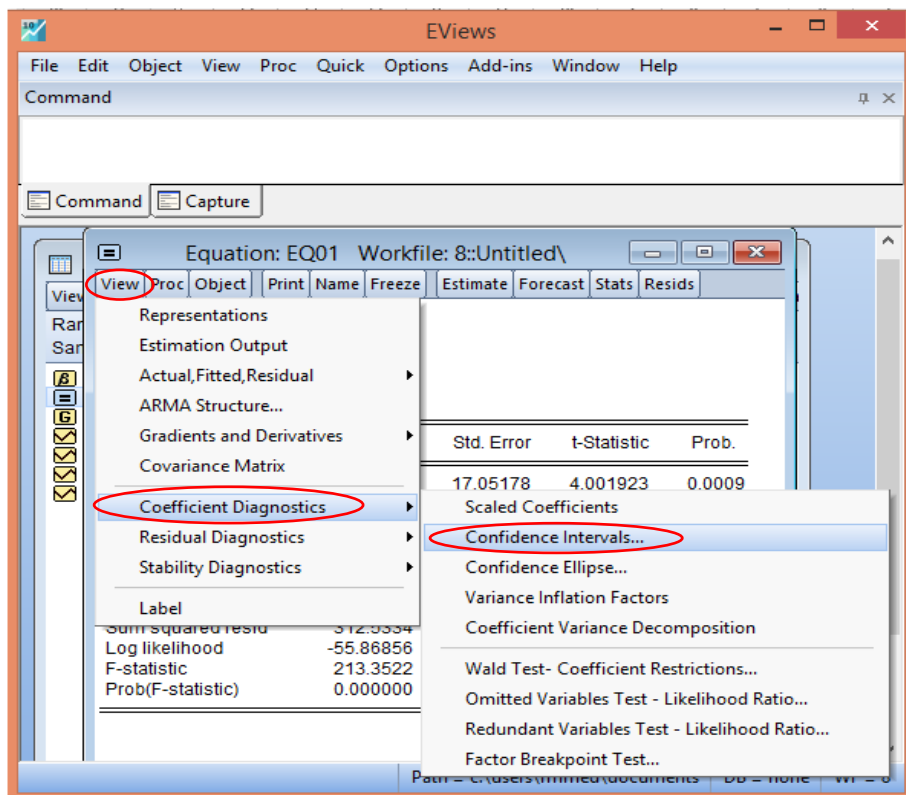 EViews
File Edit Object View Proc Quick Options Add-ins Window Help
Command
Command Capture
Equation: EQ01 Workfile: 8::Untitled\
View Proc Object Print Name Freeze Estimate Forecast Stats Resids
Representations
Estimation Output
Actual,Fitted,Residual
ARMA Structure...
Gradients and Derivatives
Covariance Matrix
Coefficient Diagnostics
Residual Diagnostics
Stability Diagnostics
Label
Std. Error t-Statistic Prob.
17.05178 4.001923 0.0009
Scaled Coefficients
Confidence Intervals...
Confidence Ellipse...
Variance Inflation Factors
Coefficient Variance Decomposition
Wald Test- Coefficient Restrictions...
Omitted Variables Test - Likelihood Ratio...
Redundant Variables Test - Likelihood Ratio...
Factor Breakpoint Test...
Sum squared resid 312.5334
Log likelihood -55.86856
F-statistic 213.3522
Prob(F-statistic) 0.000000